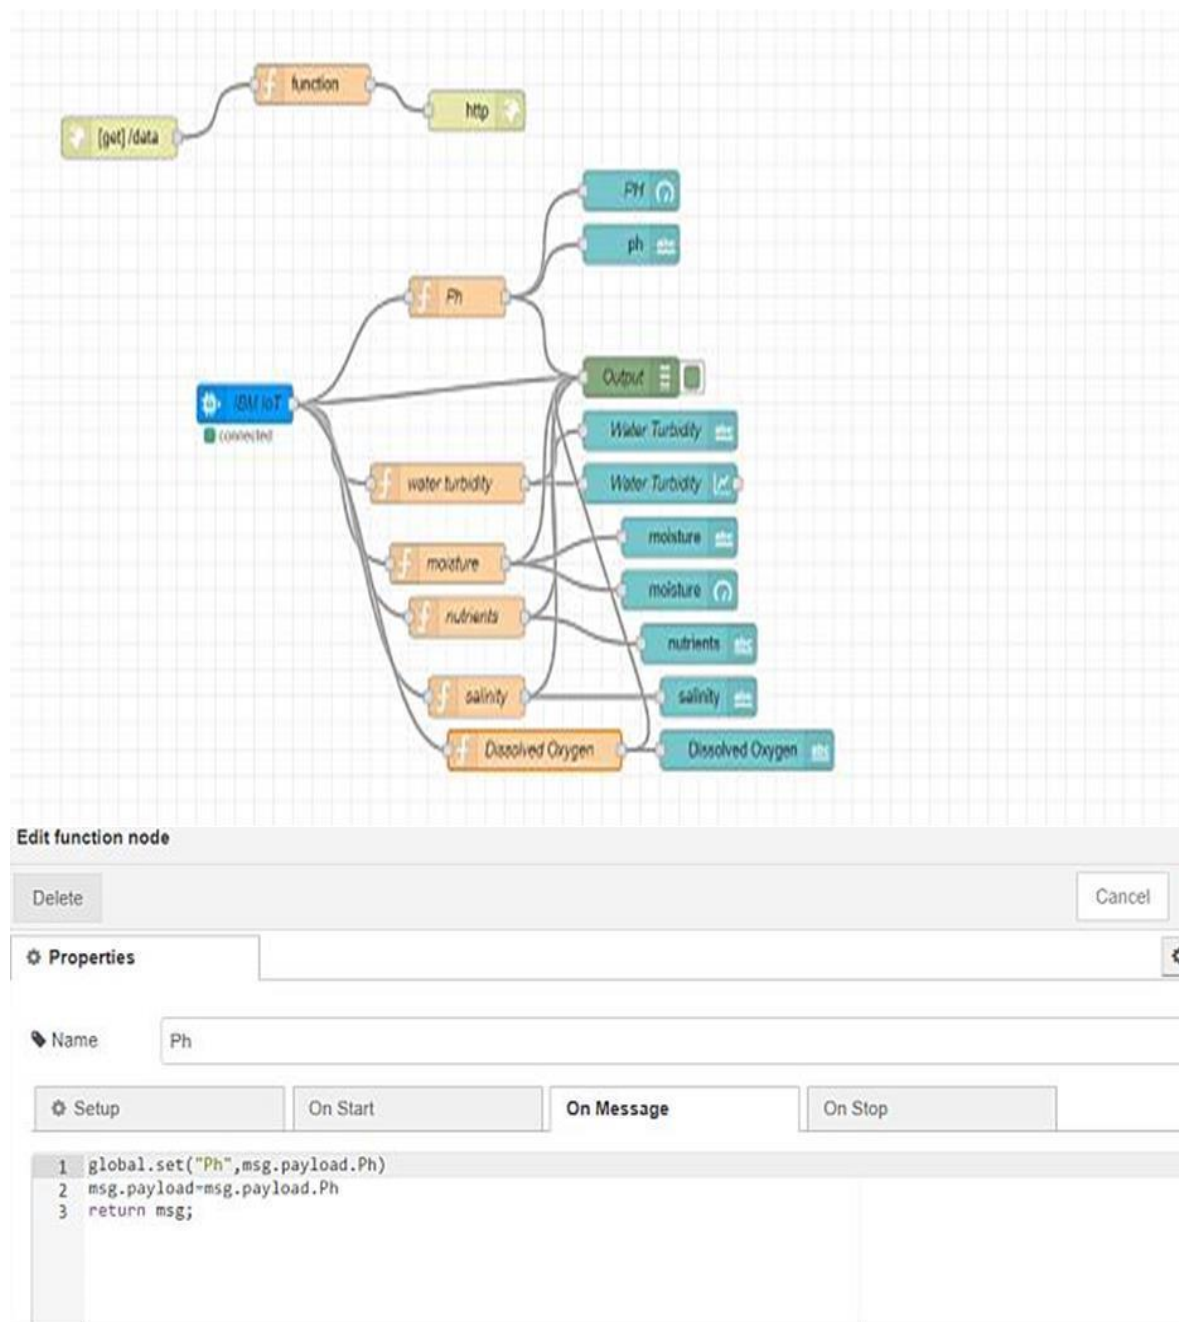 function
http
[get] /data
PH
ph
Ph
Output
IBM IoT
connected
Water Turbidity
water turbidity
Water Turbidity
moisture
moisture
moisture
nutrients
nutrients
salinity
salinity
Dissolved Oxygen
Dissolved Oxygen
Edit function node
Delete
Cancel
Properties
Name
Ph
Setup
On Start
On Message
On Stop
1 global.set("Ph",msg.payload.Ph)
2 msg.payload=msg.payload.Ph
3 return msg;